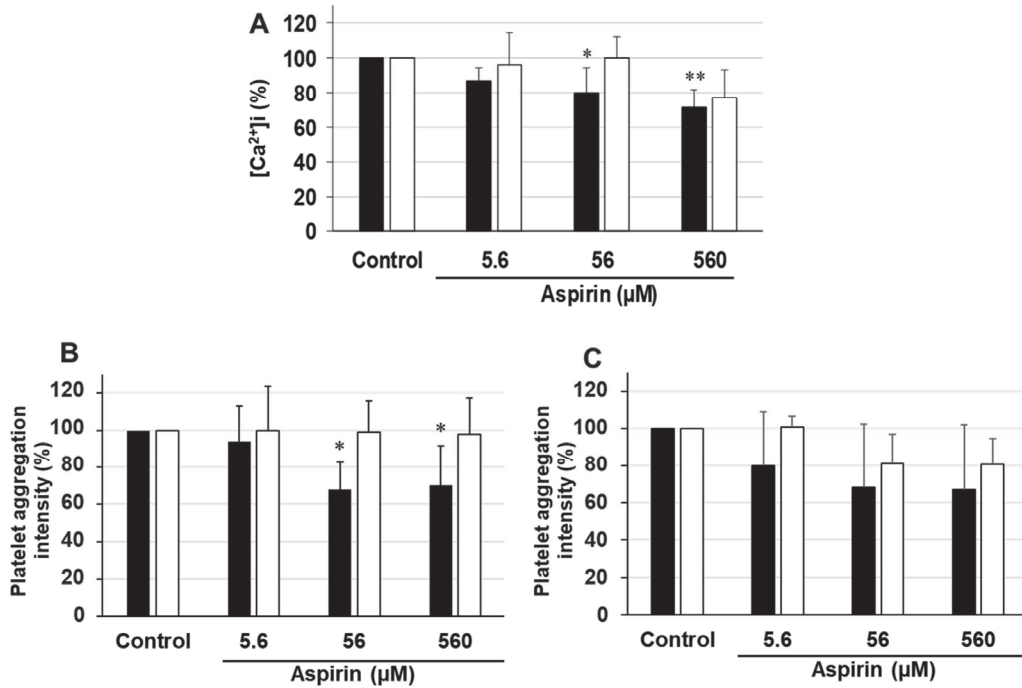 A
[Ca²⁺]i (%)
120
100
80
60
40
20
0
*
**
Control 5.6 56 560
Aspirin (µM)
B
Platelet aggregation
intensity (%)
120
100
80
60
40
20
0
*
*
Control 5.6 56 560
Aspirin (µM)
C
Platelet aggregation
intensity (%)
120
100
80
60
40
20
0
Control 5.6 56 560
Aspirin (µM)